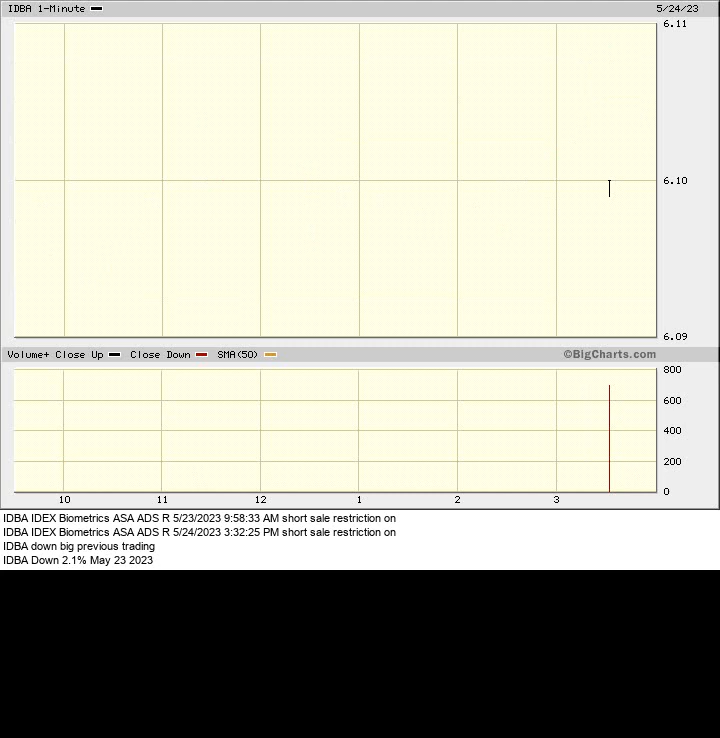 IDBA 1-Minute 5/24/23
6.11
6.10
6.09
Volume+ Close Up Close Down SMA(50) ©BigCharts.com
800
600
400
200
0
10 11 12 1 2 3
IDBA IDEX Biometrics ASA ADS R 5/23/2023 9:58:33 AM short sale restriction on
IDBA IDEX Biometrics ASA ADS R 5/24/2023 3:32:25 PM short sale restriction on
IDBA down big previous trading
IDBA Down 2.1% May 23 2023